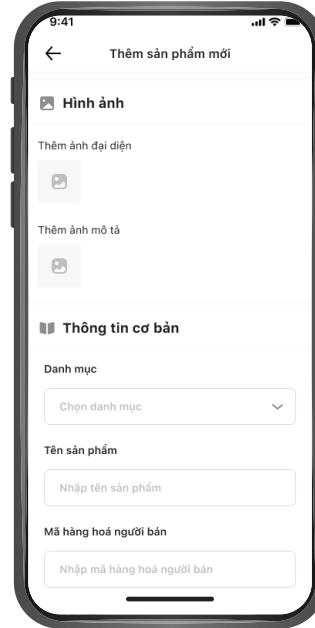 9:41
Thêm sản phẩm mới
Hình ảnh
Thêm ảnh đại diện
Thêm ảnh mô tả
Thông tin cơ bản
Danh mục
Chọn danh mục
Tên sản phẩm
Nhập tên sản phẩm
Mã hàng hoá người bán
Nhập mã hàng hoá người bán